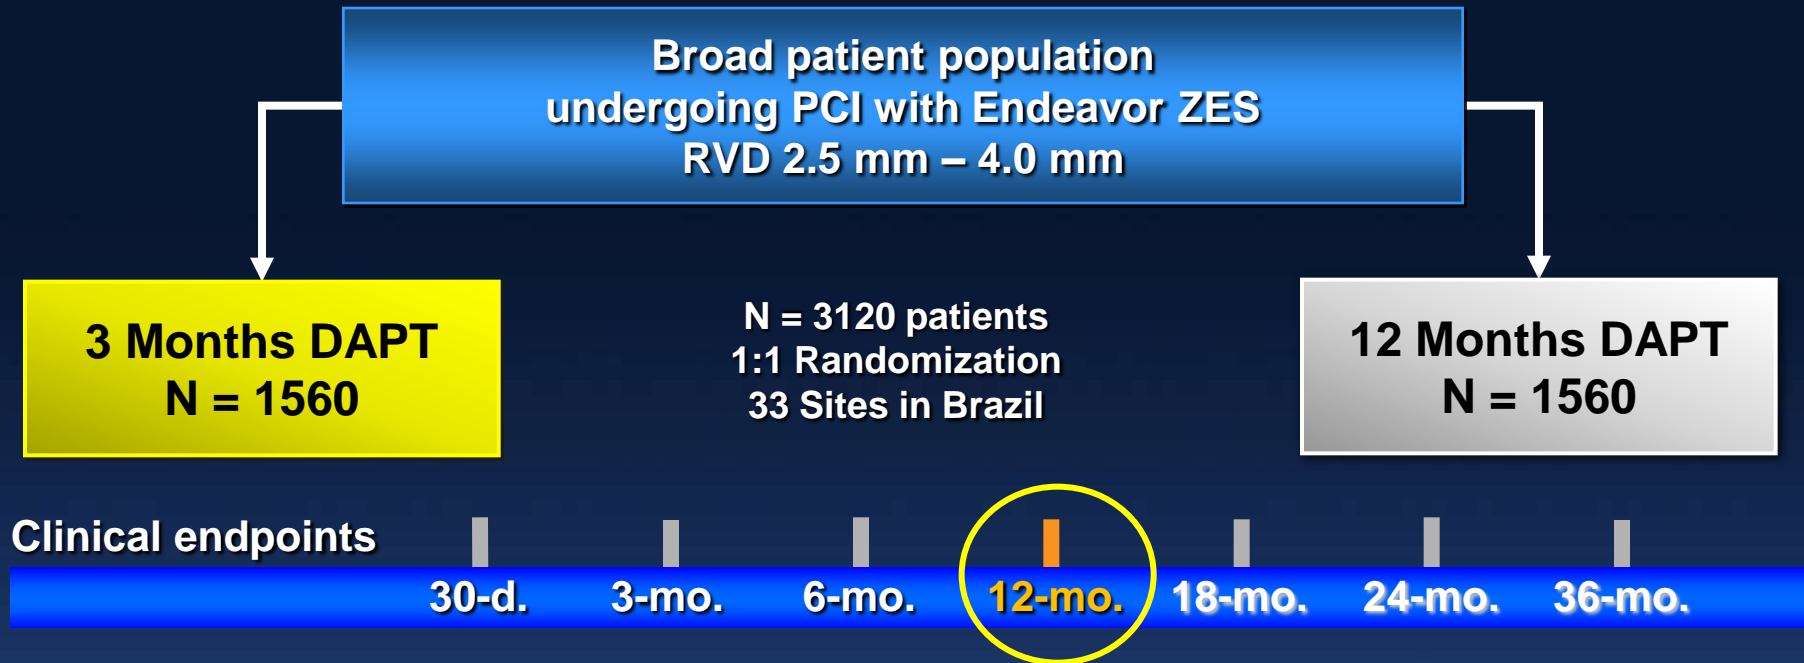 Broad patient population
undergoing PCI with Endeavor ZES
RVD 2.5 mm – 4.0 mm
3 Months DAPT
N = 1560
N = 3120 patients
1:1 Randomization
33 Sites in Brazil
12 Months DAPT
N = 1560
Clinical endpoints
30-d. 3-mo. 6-mo. 12-mo. 18-mo. 24-mo. 36-mo.